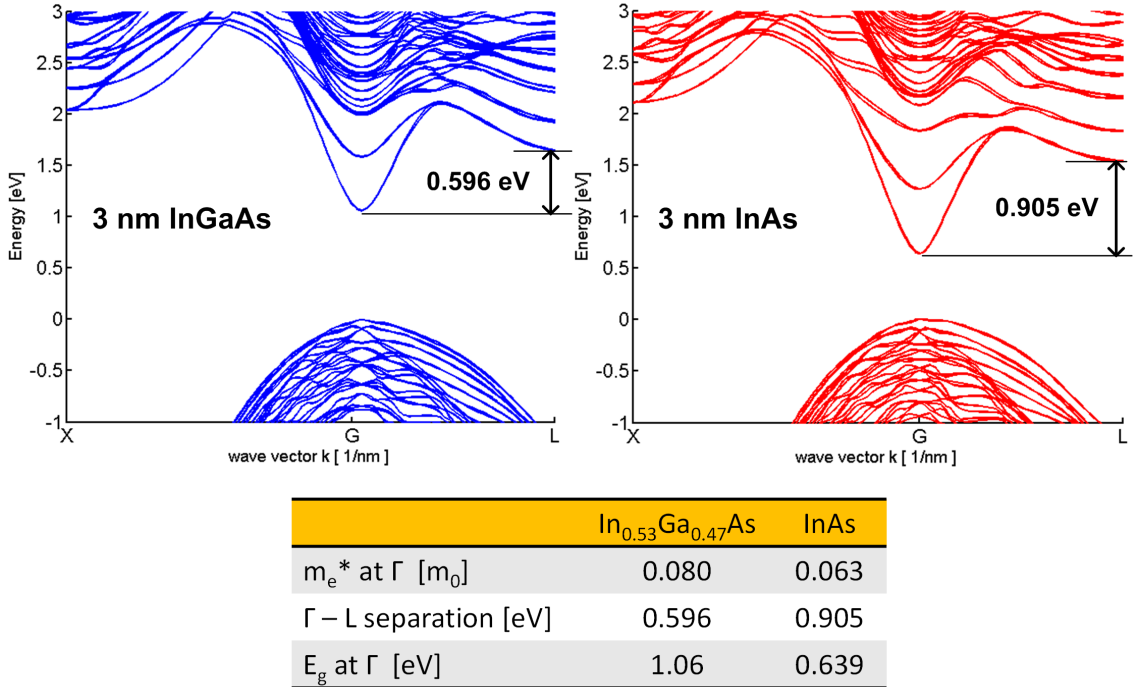 3
2.5
2
1.5
1
0.5
0
-0.5
-1
Energy [eV]
3 nm InGaAs
0.596 eV
X
G
L
wave vector k [ 1/nm ]
3
2.5
2
1.5
1
0.5
0
-0.5
-1
Energy [eV]
3 nm InAs
0.905 eV
X
G
L
wave vector k [ 1/nm ]
In₀.₅₃Ga₀.₄₇As InAs
mₑ* at Γ [m₀] 0.080 0.063
Γ – L separation [eV] 0.596 0.905
E_g at Γ [eV] 1.06 0.639